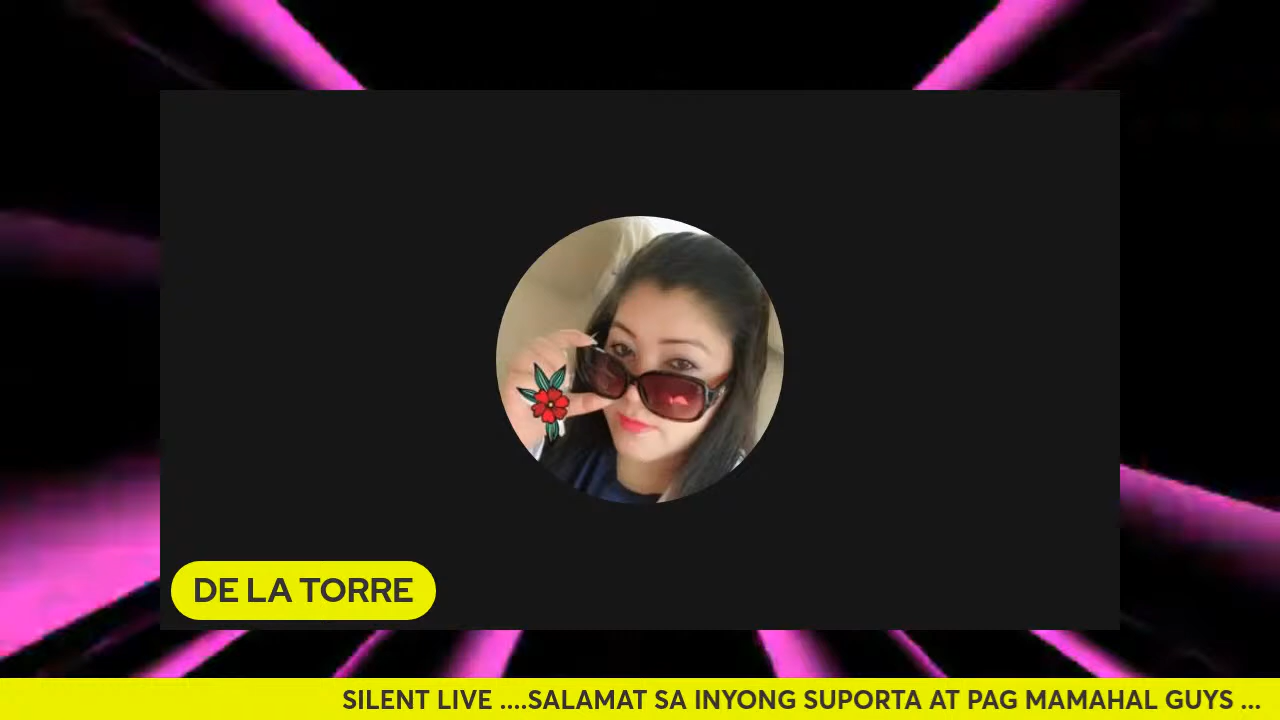 DE LA TORRE
SILENT LIVE ....SALAMAT SA INYONG SUPORTA AT PAG MAMAHAL GUYS ...